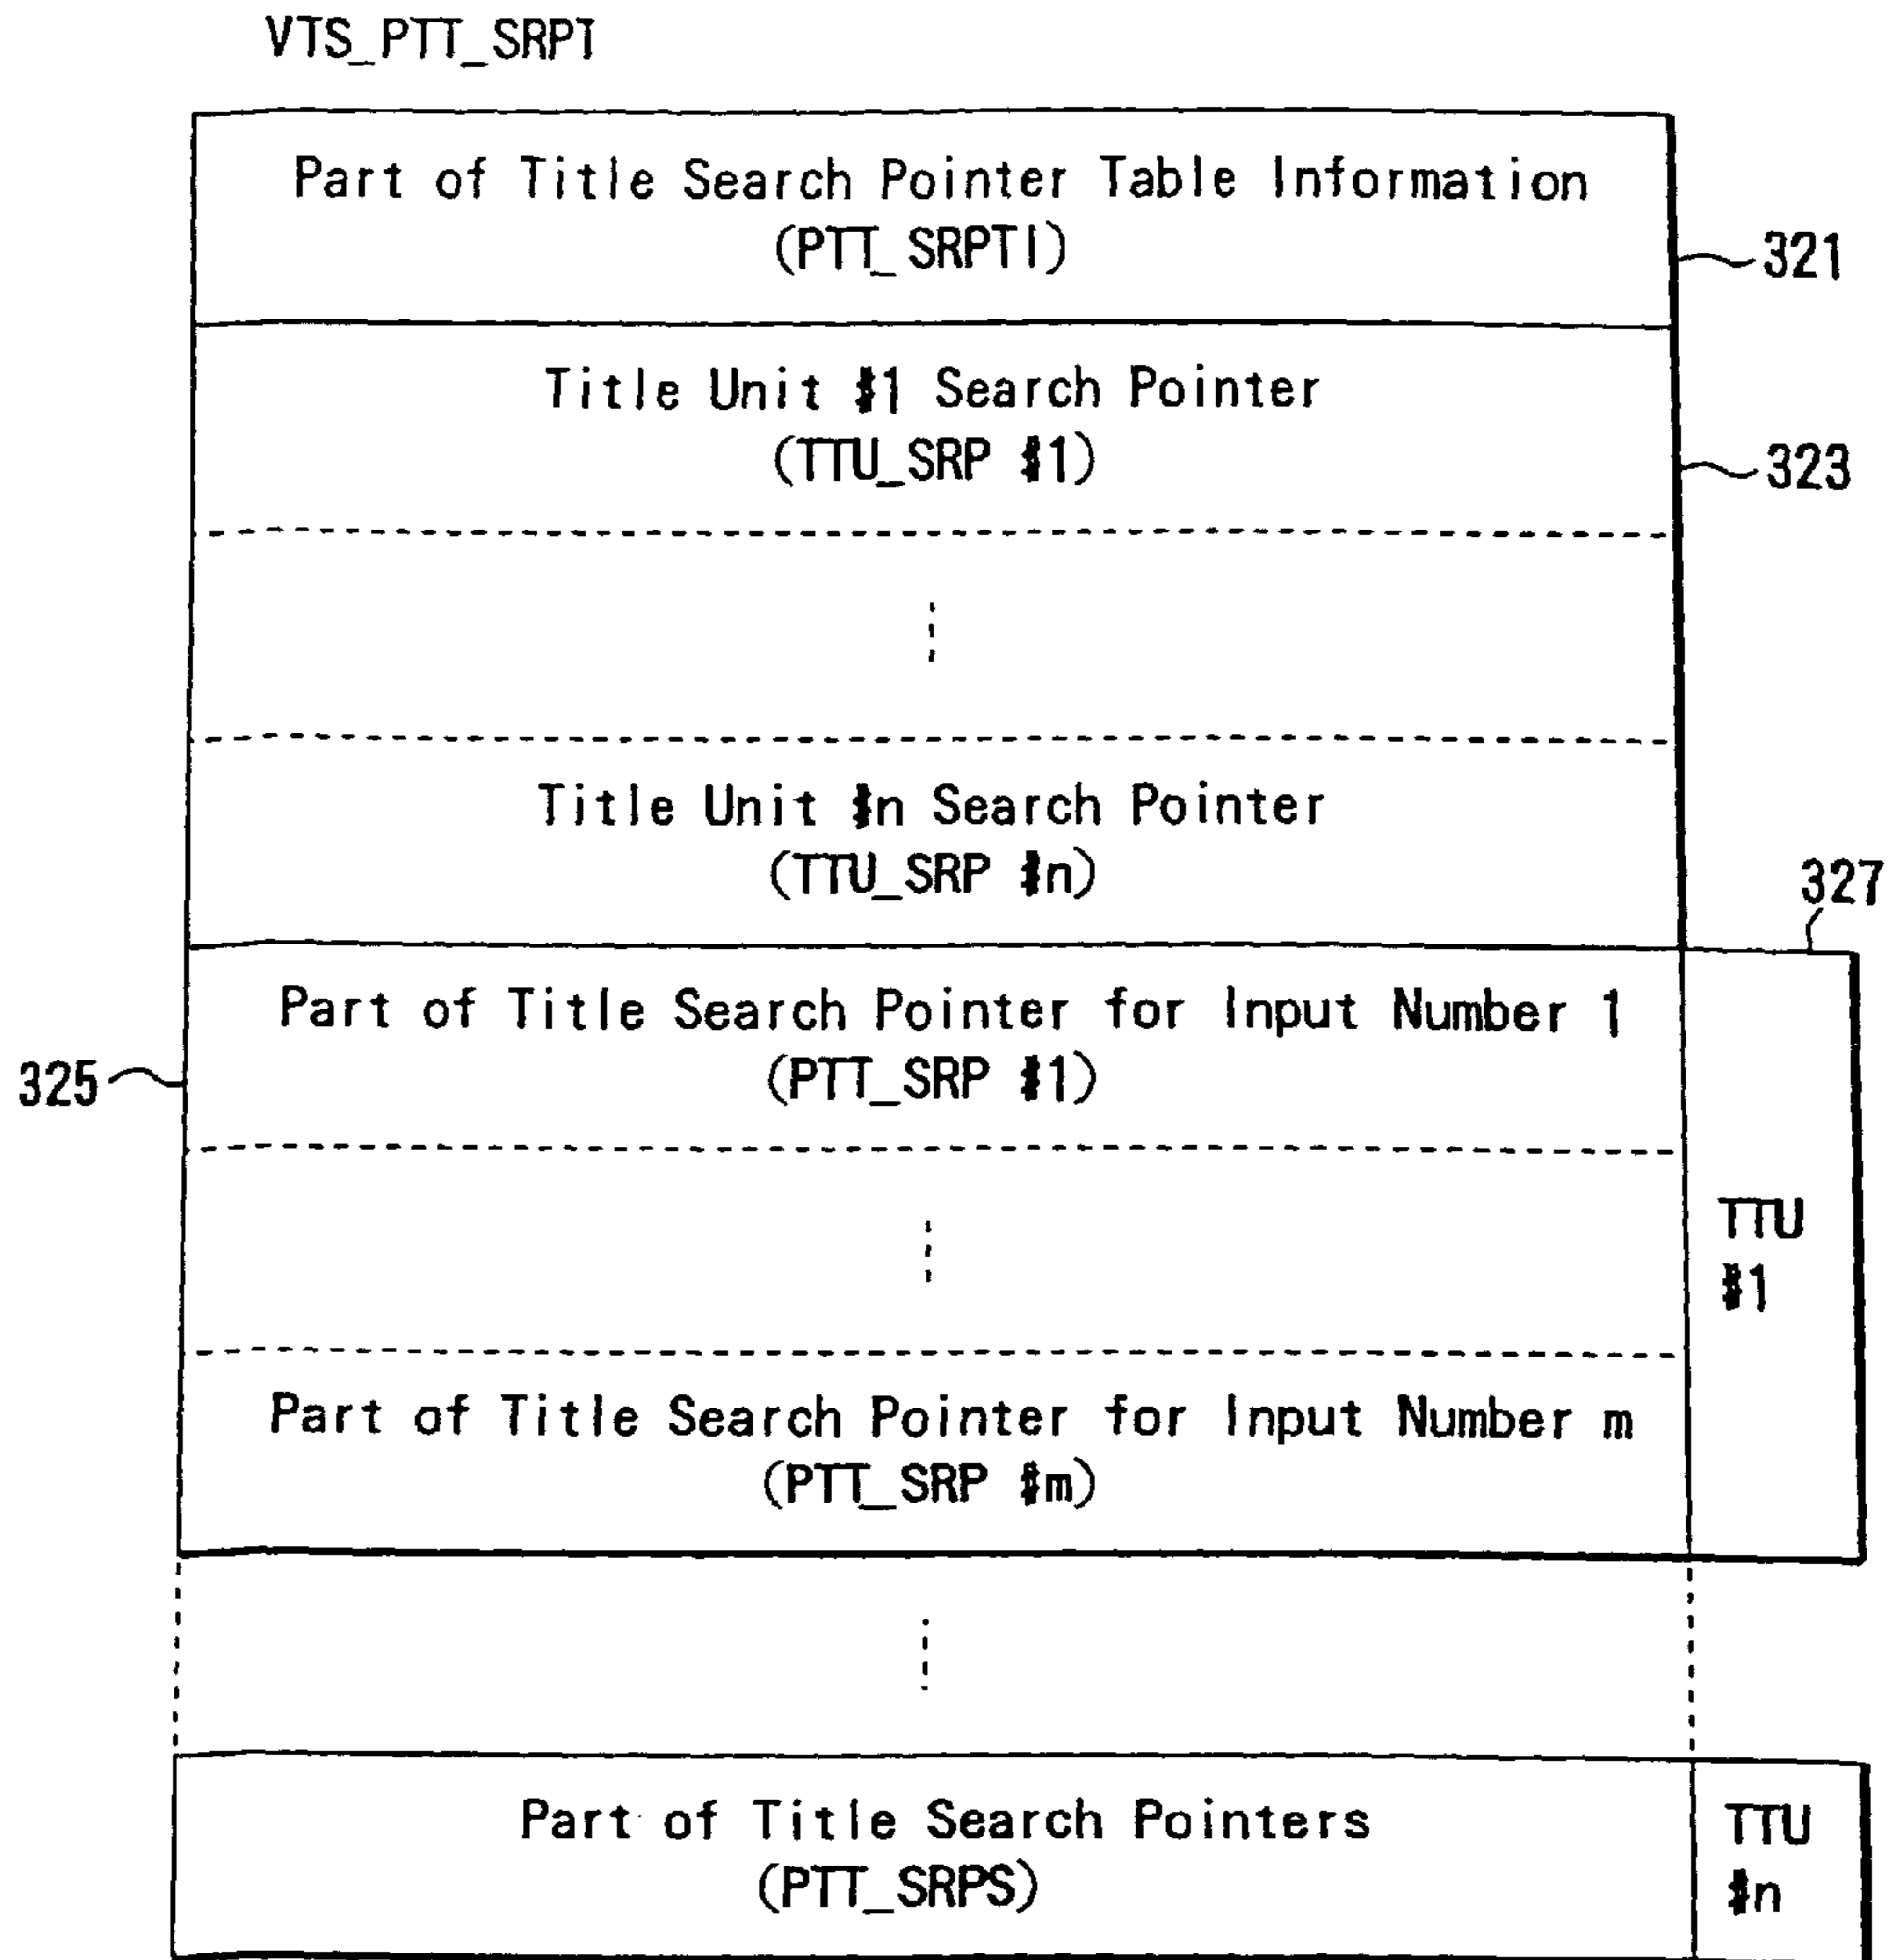 VTS_PTT_SRPT
Part of Title Search Pointer Table Information
(PTT_SRPTI)
321
Title Unit #1 Search Pointer
(TTU_SRP #1)
323
Title Unit #n Search Pointer
(TTU_SRP #n)
327
Part of Title Search Pointer for Input Number 1
(PTT_SRP #1)
325
TTU
#1
Part of Title Search Pointer for Input Number m
(PTT_SRP #m)
Part of Title Search Pointers
(PTT_SRPS)
TTU
#n